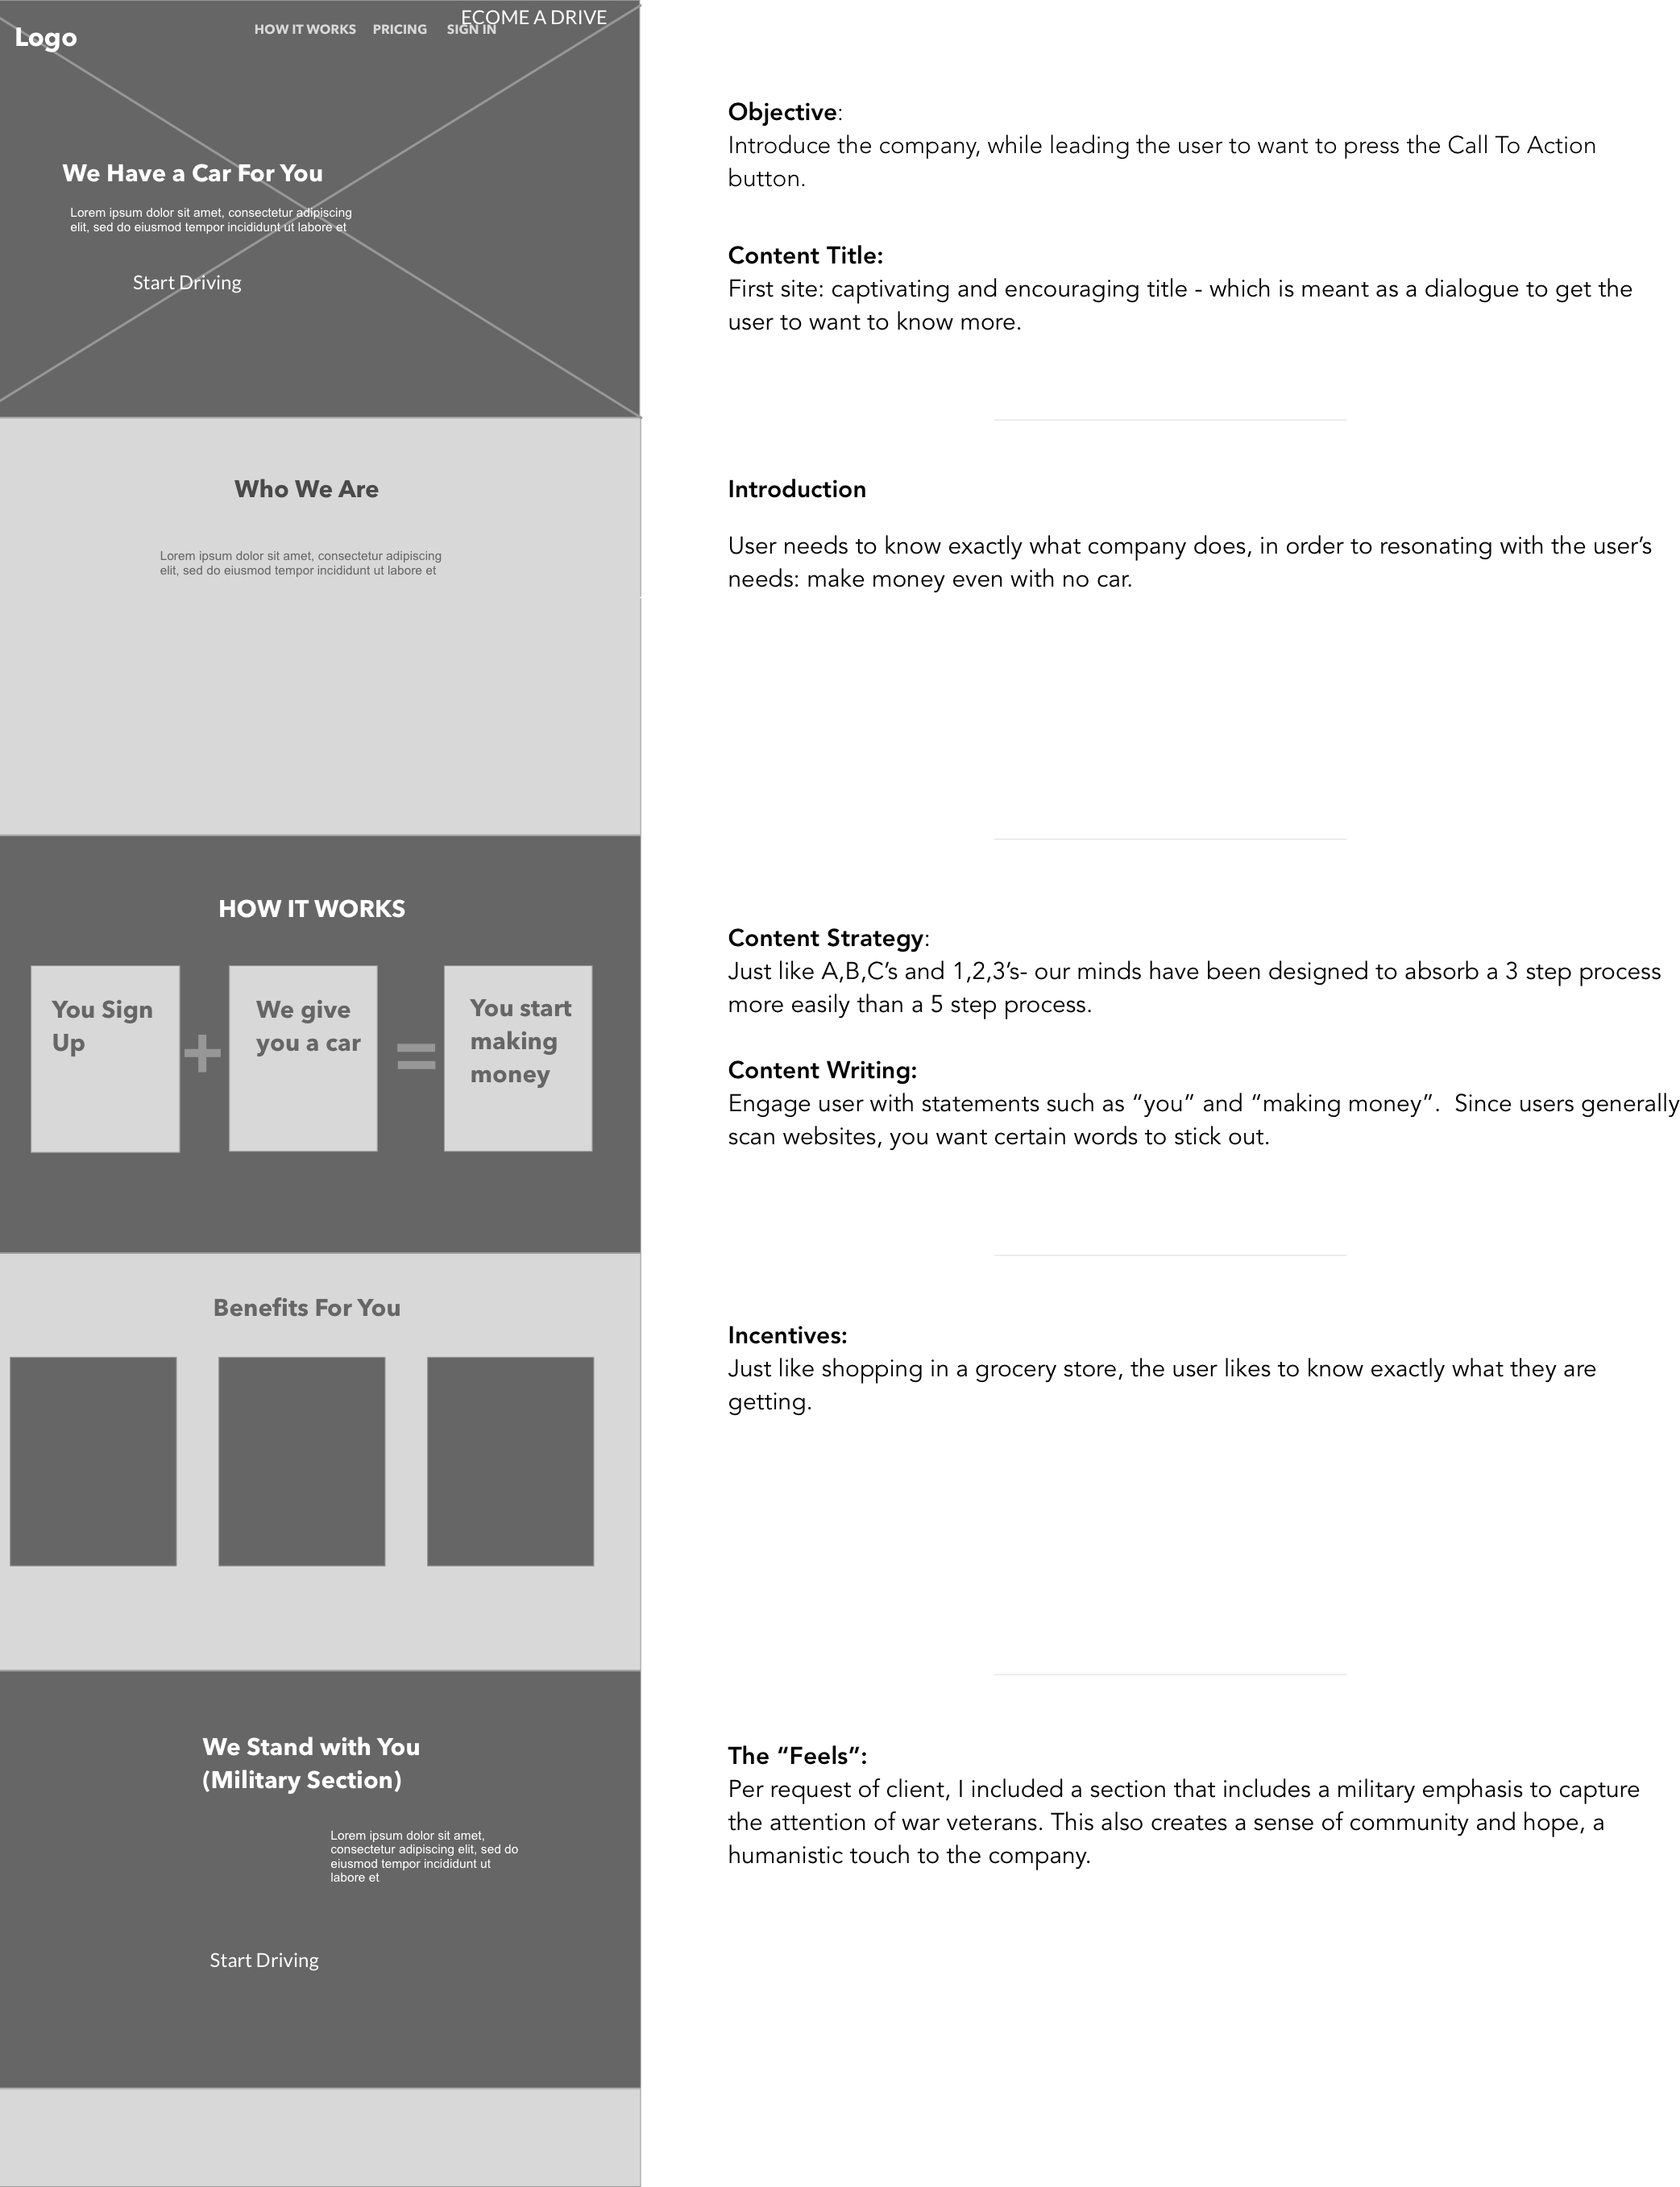 Logo
HOW IT WORKS PRICING SIGN IN
ECOME A DRIVE
We Have a Car For You
Lorem ipsum dolor sit amet, consectetur adipiscing
elit, sed do eiusmod tempor incididunt ut labore et
Start Driving
Objective:
Introduce the company, while leading the user to want to press the Call To Action
button.
Content Title:
First site: captivating and encouraging title - which is meant as a dialogue to get the
user to want to know more.
Who We Are
Lorem ipsum dolor sit amet, consectetur adipiscing
elit, sed do eiusmod tempor incididunt ut labore et
Introduction
User needs to know exactly what company does, in order to resonating with the user’s
needs: make money even with no car.
HOW IT WORKS
You Sign
Up
+
We give
you a car
=
You start
making
money
Content Strategy:
Just like A,B,C’s and 1,2,3’s- our minds have been designed to absorb a 3 step process
more easily than a 5 step process.
Content Writing:
Engage user with statements such as “you” and “making money”.  Since users generally
scan websites, you want certain words to stick out.
Benefits For You
Incentives:
Just like shopping in a grocery store, the user likes to know exactly what they are
getting.
We Stand with You
(Military Section)
Lorem ipsum dolor sit amet,
consectetur adipiscing elit, sed do
eiusmod tempor incididunt ut
labore et
Start Driving
The “Feels”:
Per request of client, I included a section that includes a military emphasis to capture
the attention of war veterans. This also creates a sense of community and hope, a
humanistic touch to the company.